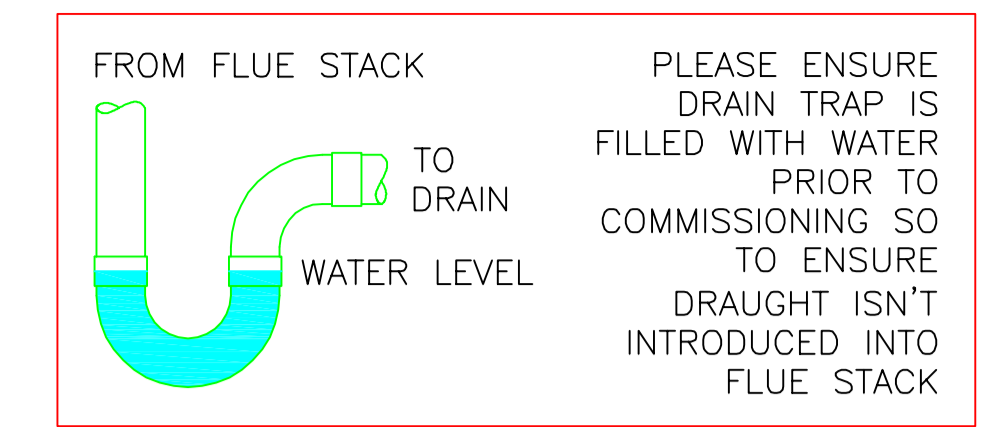 FROM FLUE STACK
TO
DRAIN
WATER LEVEL
PLEASE ENSURE
DRAIN TRAP IS
FILLED WITH WATER
PRIOR TO
COMMISSIONING SO
TO ENSURE
DRAUGHT ISN'T
INTRODUCED INTO
FLUE STACK